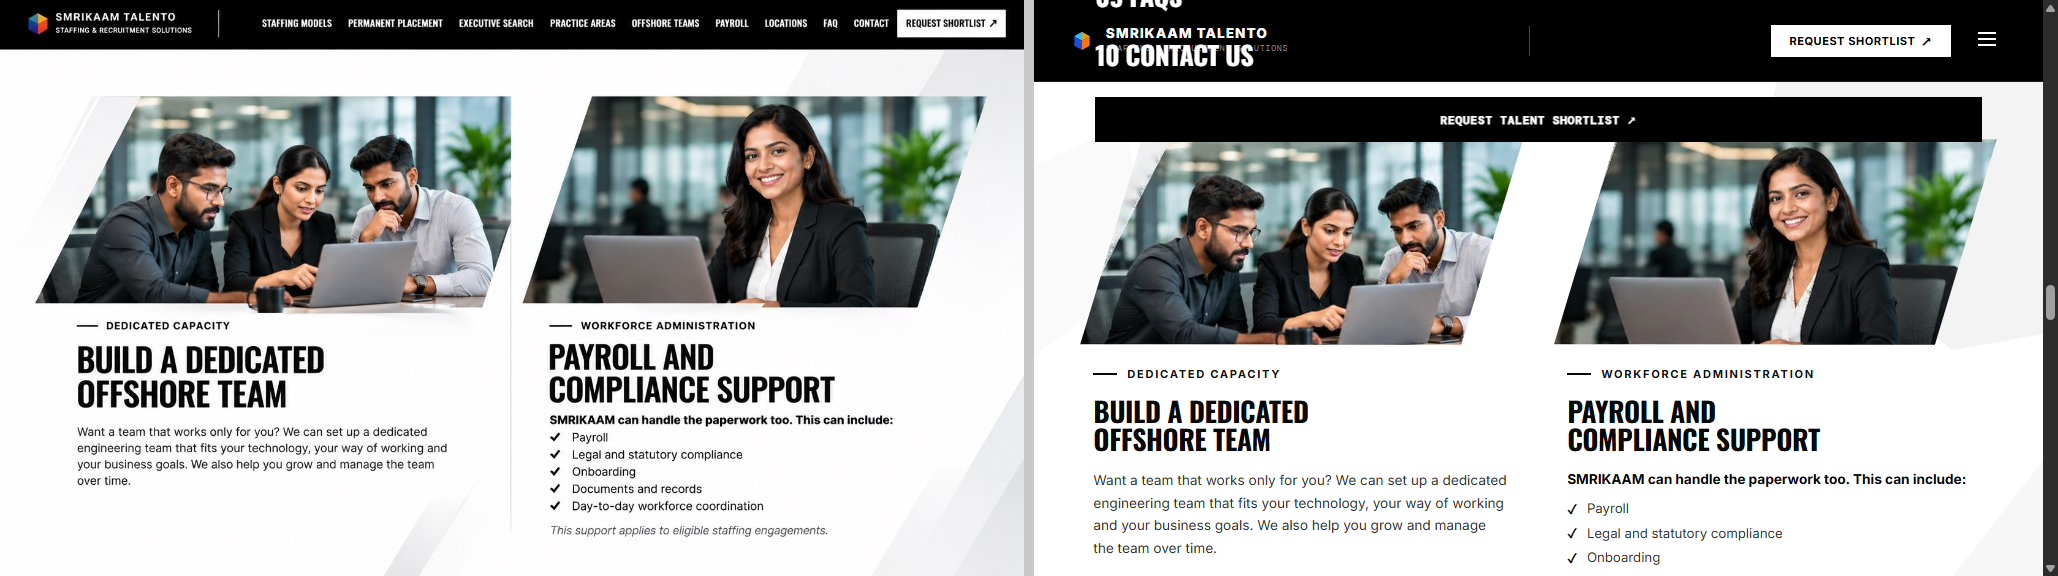 SMRIKAAM TALENTO
STAFFING & RECRUITMENT SOLUTIONS
STAFFING MODELS
PERMANENT PLACEMENT
EXECUTIVE SEARCH
PRACTICE AREAS
OFFSHORE TEAMS
PAYROLL
LOCATIONS
FAQ
CONTACT
REQUEST SHORTLIST ↗
DEDICATED CAPACITY
BUILD A DEDICATED
OFFSHORE TEAM
Want a team that works only for you? We can set up a dedicated
engineering team that fits your technology, your way of working and
your business goals. We also help you grow and manage the team
over time.
WORKFORCE ADMINISTRATION
PAYROLL AND
COMPLIANCE SUPPORT
SMRIKAAM can handle the paperwork too. This can include:
✓ Payroll
✓ Legal and statutory compliance
✓ Onboarding
✓ Documents and records
✓ Day-to-day workforce coordination
This support applies to eligible staffing engagements.
FAQS
SMRIKAAM TALENTO
10 CONTACT US
REQUEST SHORTLIST ↗
REQUEST TALENT SHORTLIST ↗
DEDICATED CAPACITY
BUILD A DEDICATED
OFFSHORE TEAM
Want a team that works only for you? We can set up a dedicated
engineering team that fits your technology, your way of working
and your business goals. We also help you grow and manage
the team over time.
WORKFORCE ADMINISTRATION
PAYROLL AND
COMPLIANCE SUPPORT
SMRIKAAM can handle the paperwork too. This can include:
✓ Payroll
✓ Legal and statutory compliance
✓ Onboarding